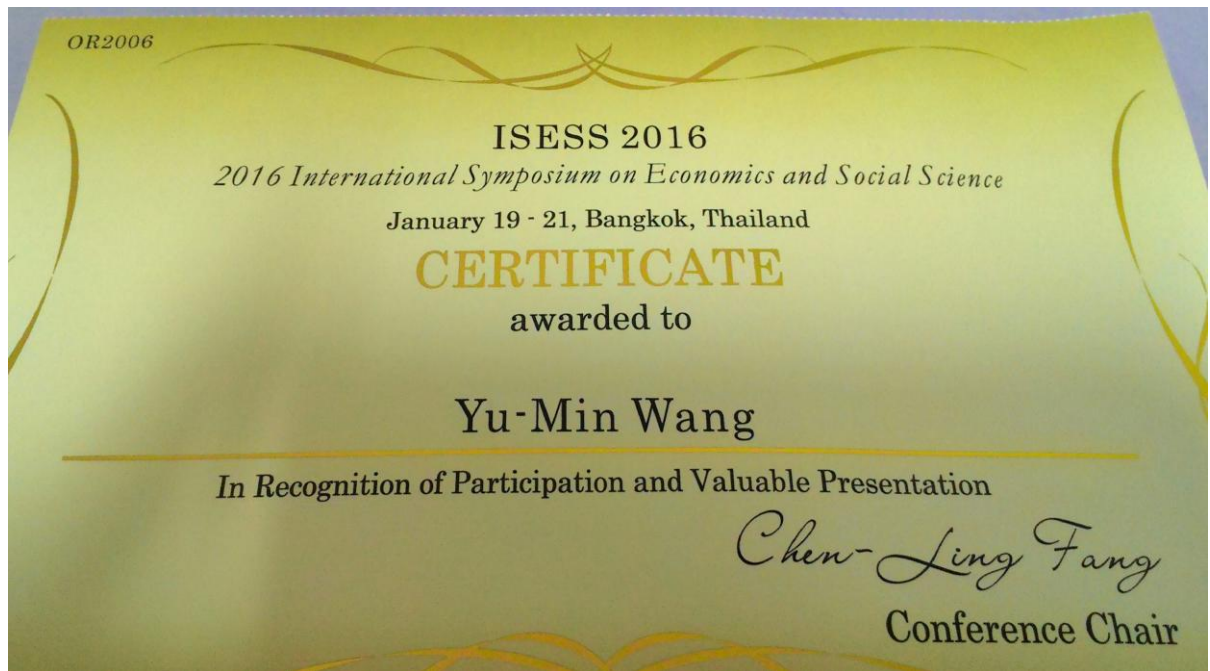 OR2006
ISESS 2016
2016 International Symposium on Economics and Social Science
January 19 - 21, Bangkok, Thailand
CERTIFICATE
awarded to
Yu-Min Wang
In Recognition of Participation and Valuable Presentation
Chen-Ling Fang
Conference Chair